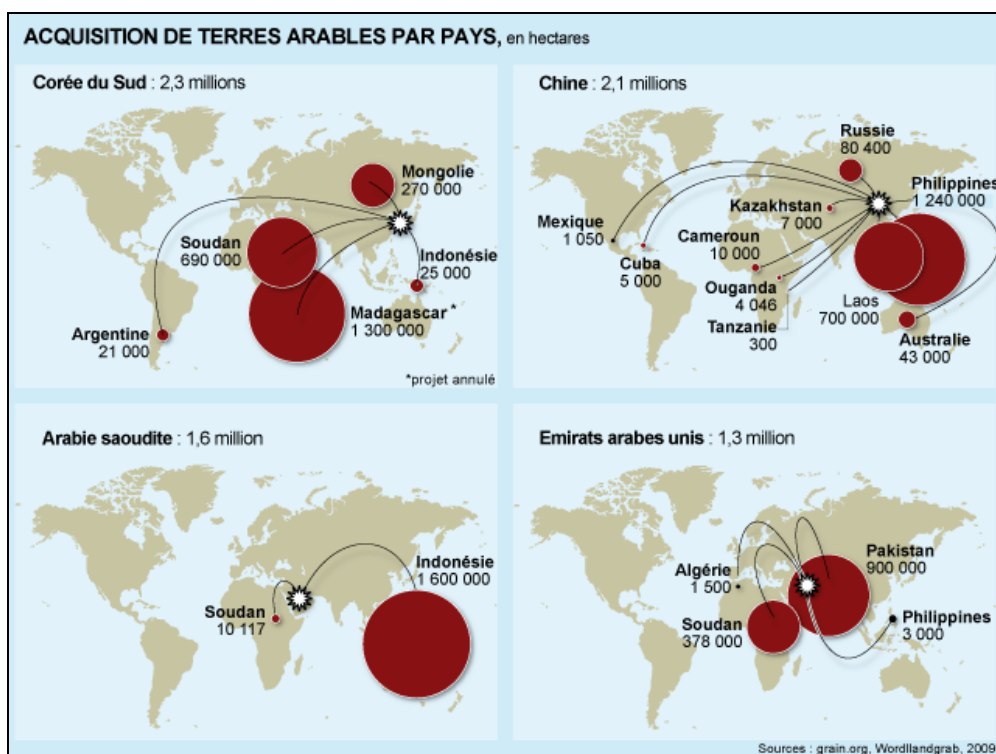 ACQUISITION DE TERRES ARABLES PAR PAYS, en hectares
Corée du Sud : 2,3 millions
Mongolie
270 000
Soudan
690 000
Indonésie
25 000
Madagascar *
1 300 000
Argentine
21 000
*projet annulé
Chine : 2,1 millions
Russie
80 400
Philippines
1 240 000
Kazakhstan
7 000
Mexique
1 050
Cameroun
10 000
Cuba
5 000
Ouganda
4 046
Tanzanie
300
Laos
700 000
Australie
43 000
Arabie saoudite : 1,6 million
Indonésie
1 600 000
Soudan
10 117
Emirats arabes unis : 1,3 million
Pakistan
900 000
Algérie
1 500
Soudan
378 000
Philippines
3 000
Sources : grain.org, Wordlandgrab, 2009